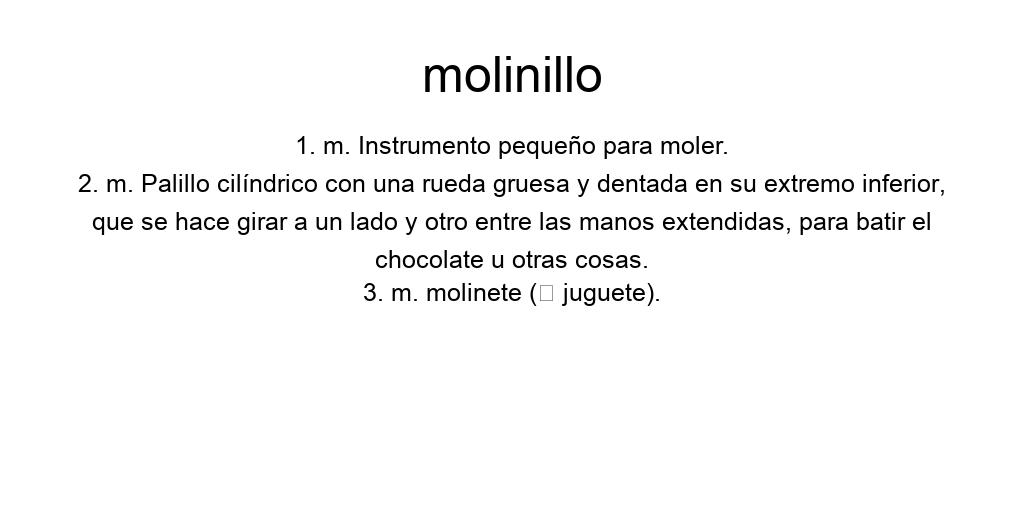 molinillo
1. m. Instrumento pequeño para moler.
2. m. Palillo cilíndrico con una rueda gruesa y dentada en su extremo inferior,
que se hace girar a un lado y otro entre las manos extendidas, para batir el
chocolate u otras cosas.
3. m. molinete (□ juguete).